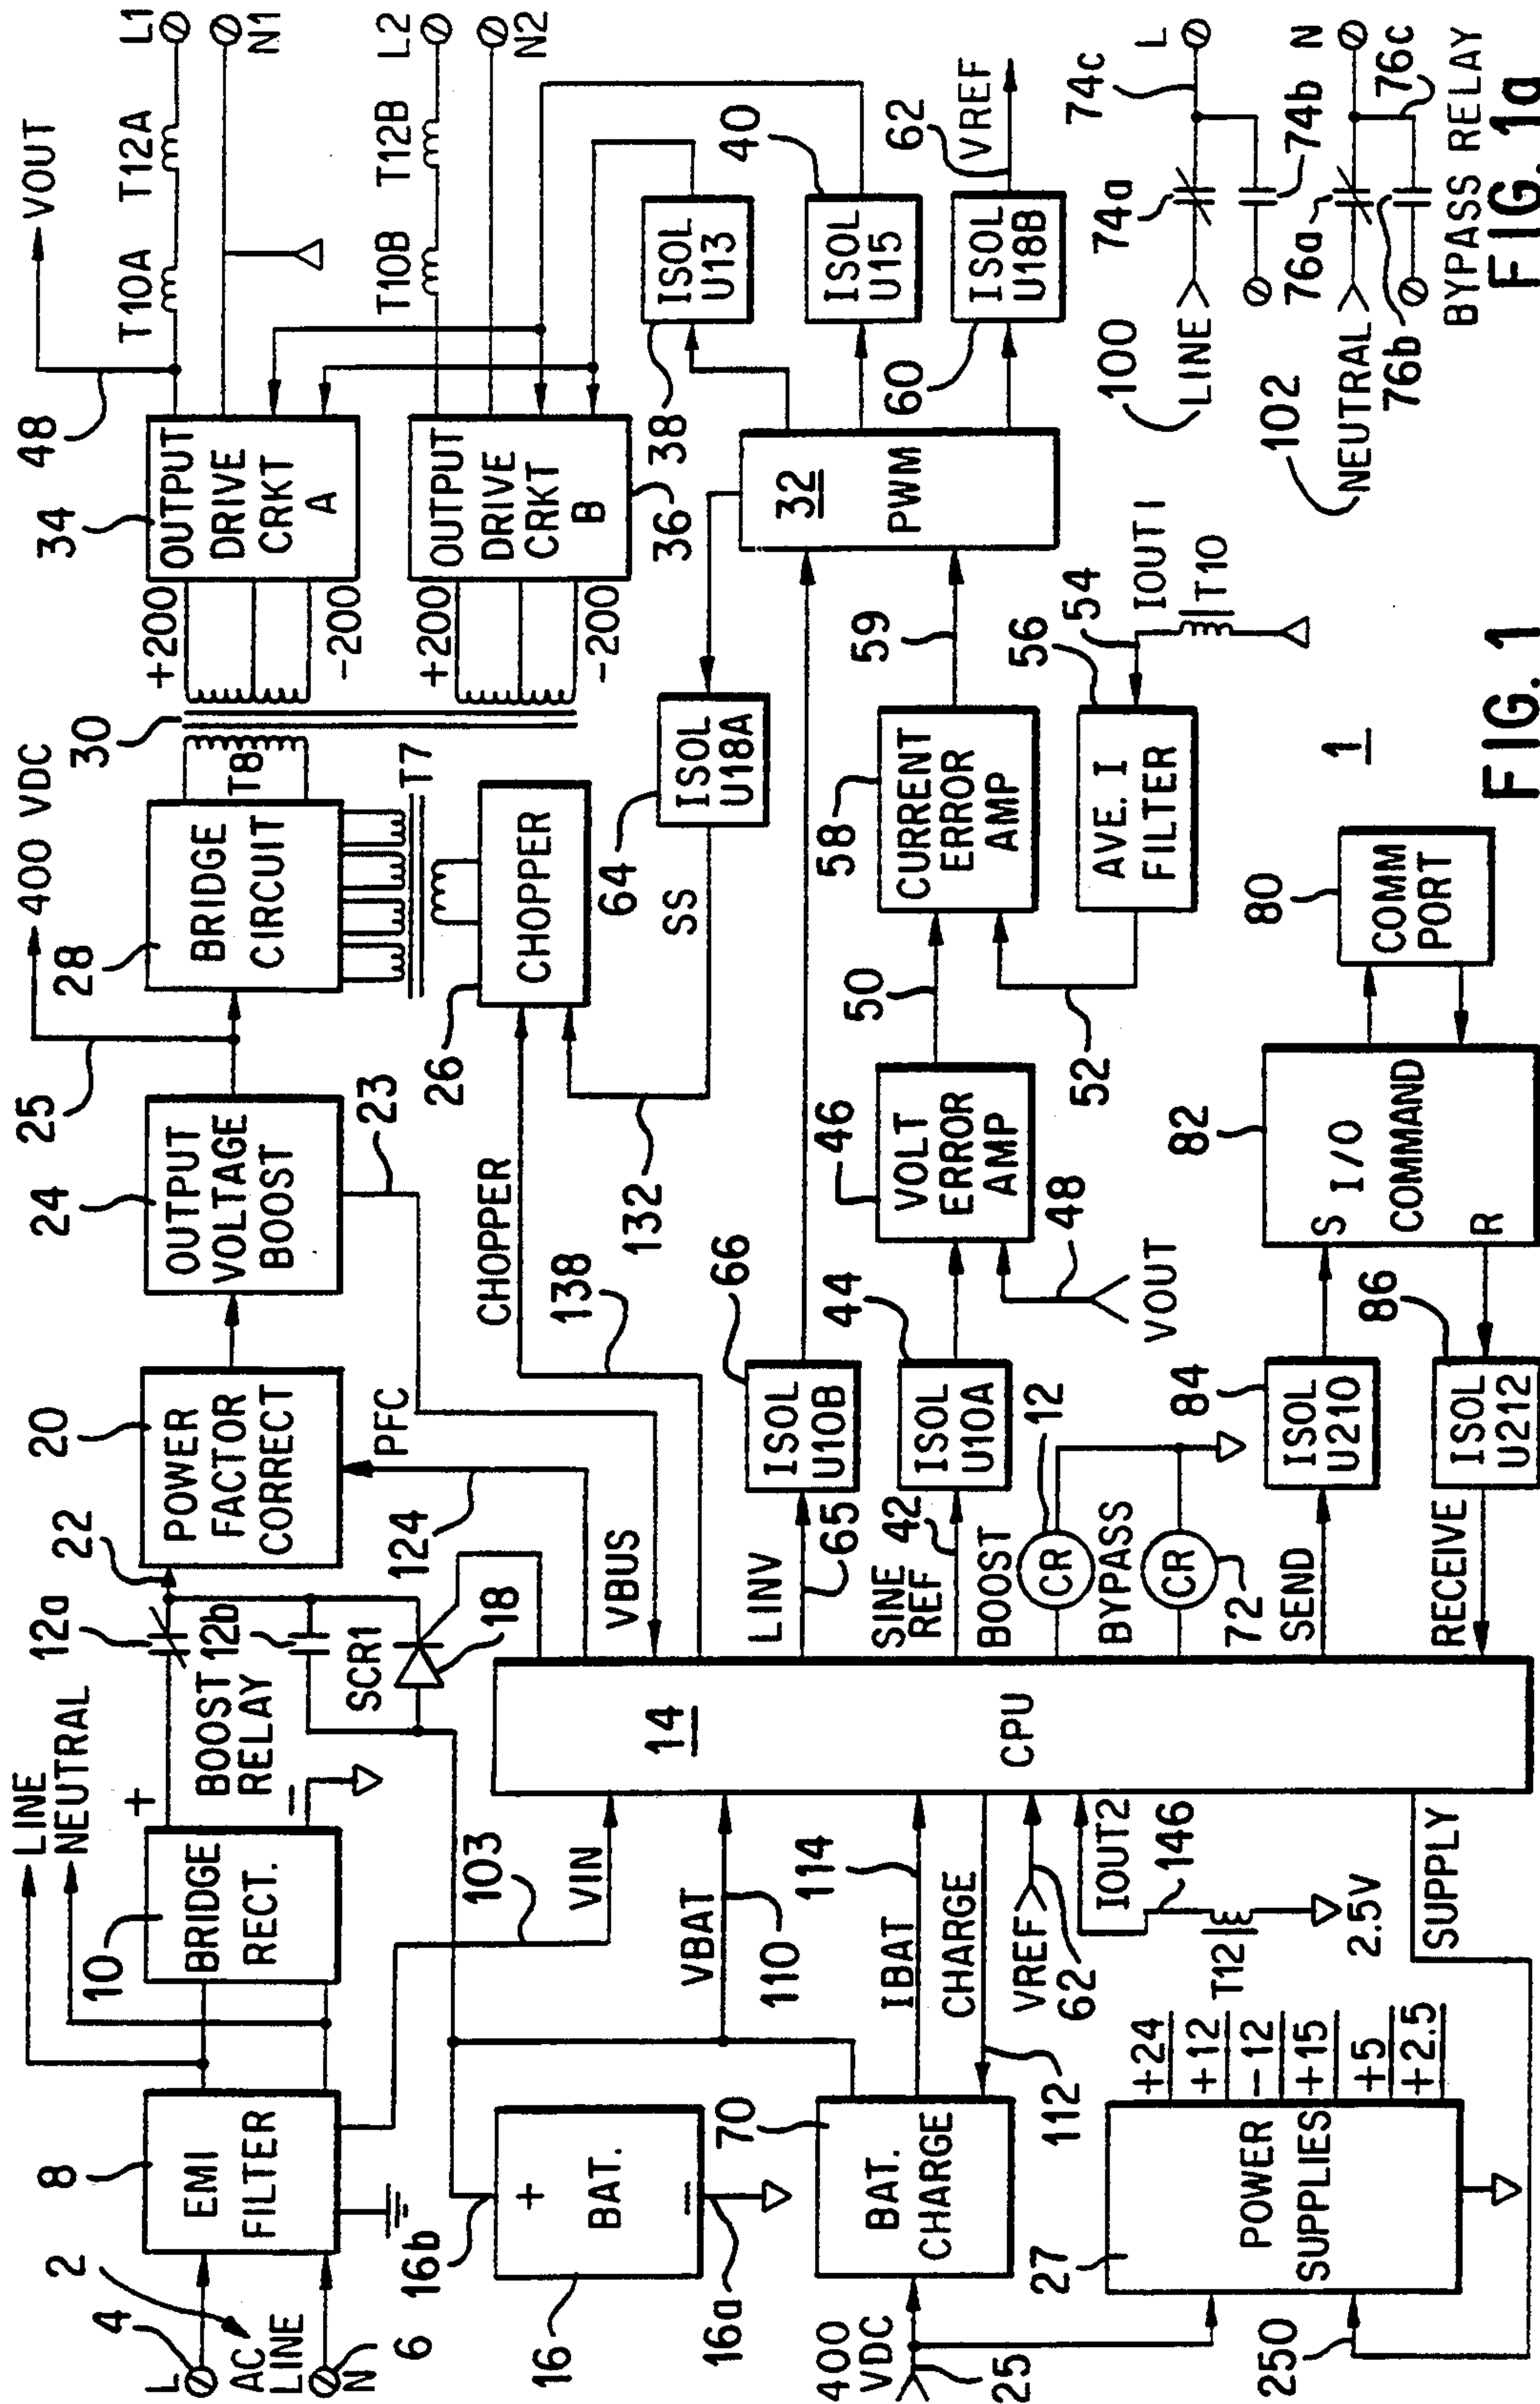 L
4
2
AC
LINE
N
6
8
EMI
FILTER
LINE
NEUTRAL
10
BRIDGE
RECT.
+
−
BOOST
RELAY
12a
12b
22
SCR1
18
20
POWER
FACTOR
CORRECT
PFC
124
24
OUTPUT
VOLTAGE
BOOST
23
25
400 VDC
28
BRIDGE
CIRCUIT
T8
T7
30
+200
-200
+200
-200
34
OUTPUT
DRIVE
CRKT
A
48
VOUT
T10A
T12A
L1
N1
OUTPUT
DRIVE
CRKT
B
36
T10B
T12B
L2
N2
103
VIN
VBUS
CHOPPER
138
26
CHOPPER
132
SS
64
ISOL
U18A
38
ISOL
U13
40
ISOL
U15
60
ISOL
U18B
62
VREF
32
PWM
16b
+
BAT.
−
16
16a
VBAT
110
14
CPU
LINV
65
66
ISOL
U10B
SINE
REF
42
44
ISOL
U10A
46
VOLT
ERROR
AMP
48
VOUT
50
58
CURRENT
ERROR
AMP
59
52
AVE. I
FILTER
56
54
IOUT1
T10
70
BAT.
CHARGE
IBAT
114
CHARGE
112
VREF
62
IOUT2
146
T12
2.5V
400
VDC
25
BOOST
CR
12
BYPASS
CR
72
SEND
84
ISOL
U210
RECEIVE
86
ISOL
U212
82
S
I/O
COMMAND
R
80
COMM
PORT
27
POWER
SUPPLIES
+24
+12
-12
+15
+5
+2.5
250
SUPPLY
100
LINE
74a
74c
L
74b
102
NEUTRAL
76a
N
76b
76c
BYPASS RELAY
FIG. 1a
1
FIG. 1